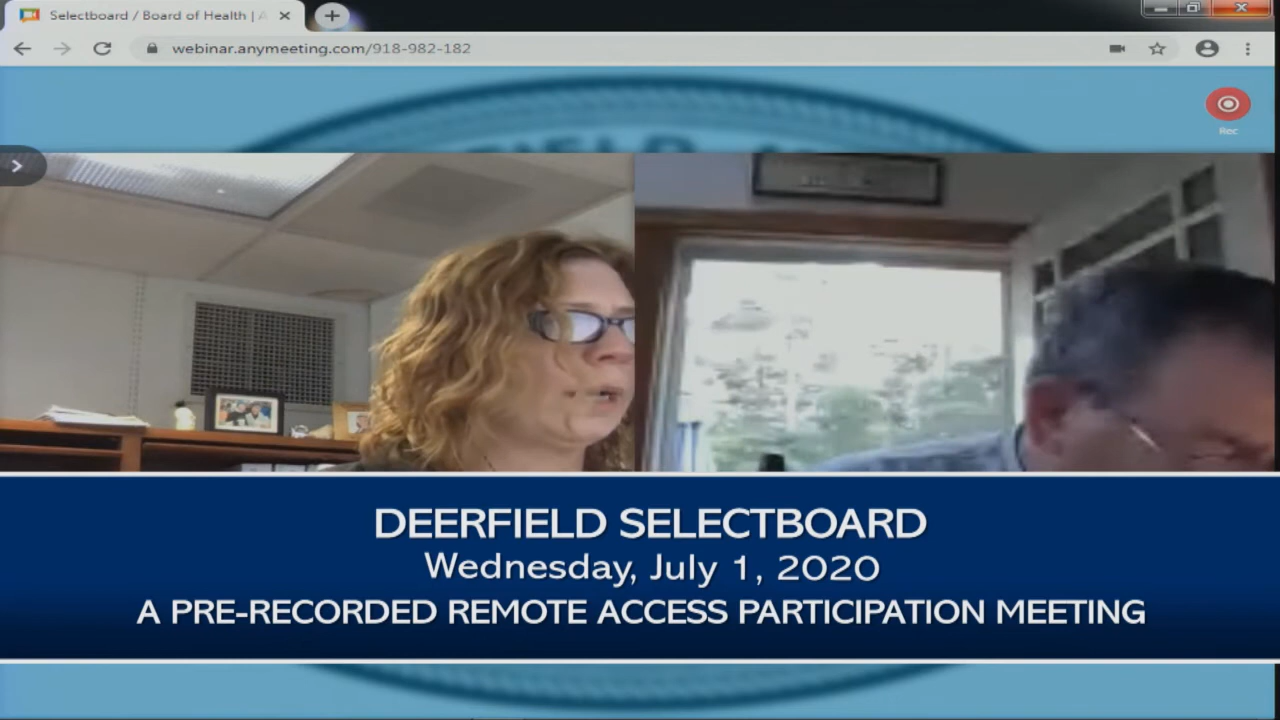 Selectboard / Board of Health | A
webinar.anymeeting.com/918-982-182
Rec
DEERFIELD SELECTBOARD
Wednesday, July 1, 2020
A PRE-RECORDED REMOTE ACCESS PARTICIPATION MEETING